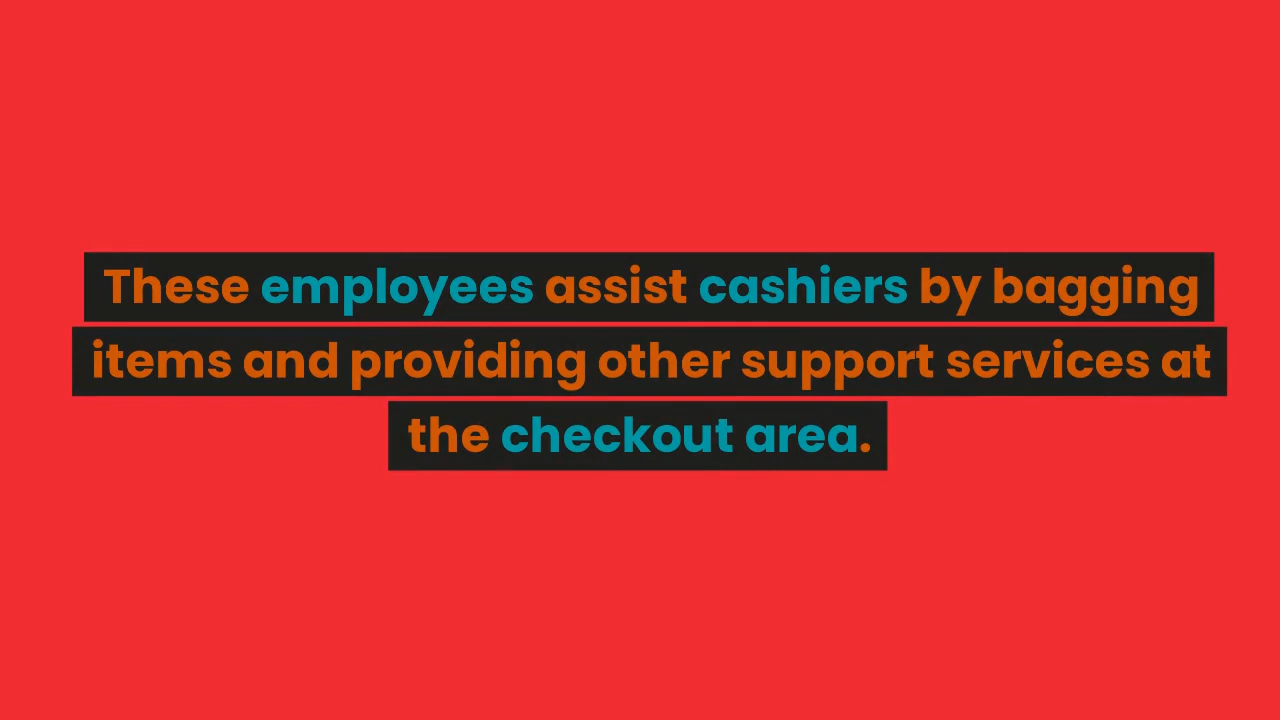 These employees assist cashiers by bagging
items and providing other support services at
the checkout area.